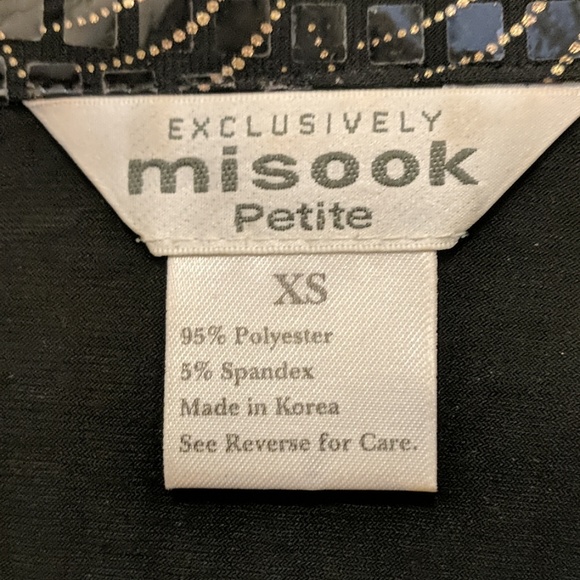 EXCLUSIVELY
misook
Petite
XS
95% Polyester
5% Spandex
Made in Korea
See Reverse for Care.